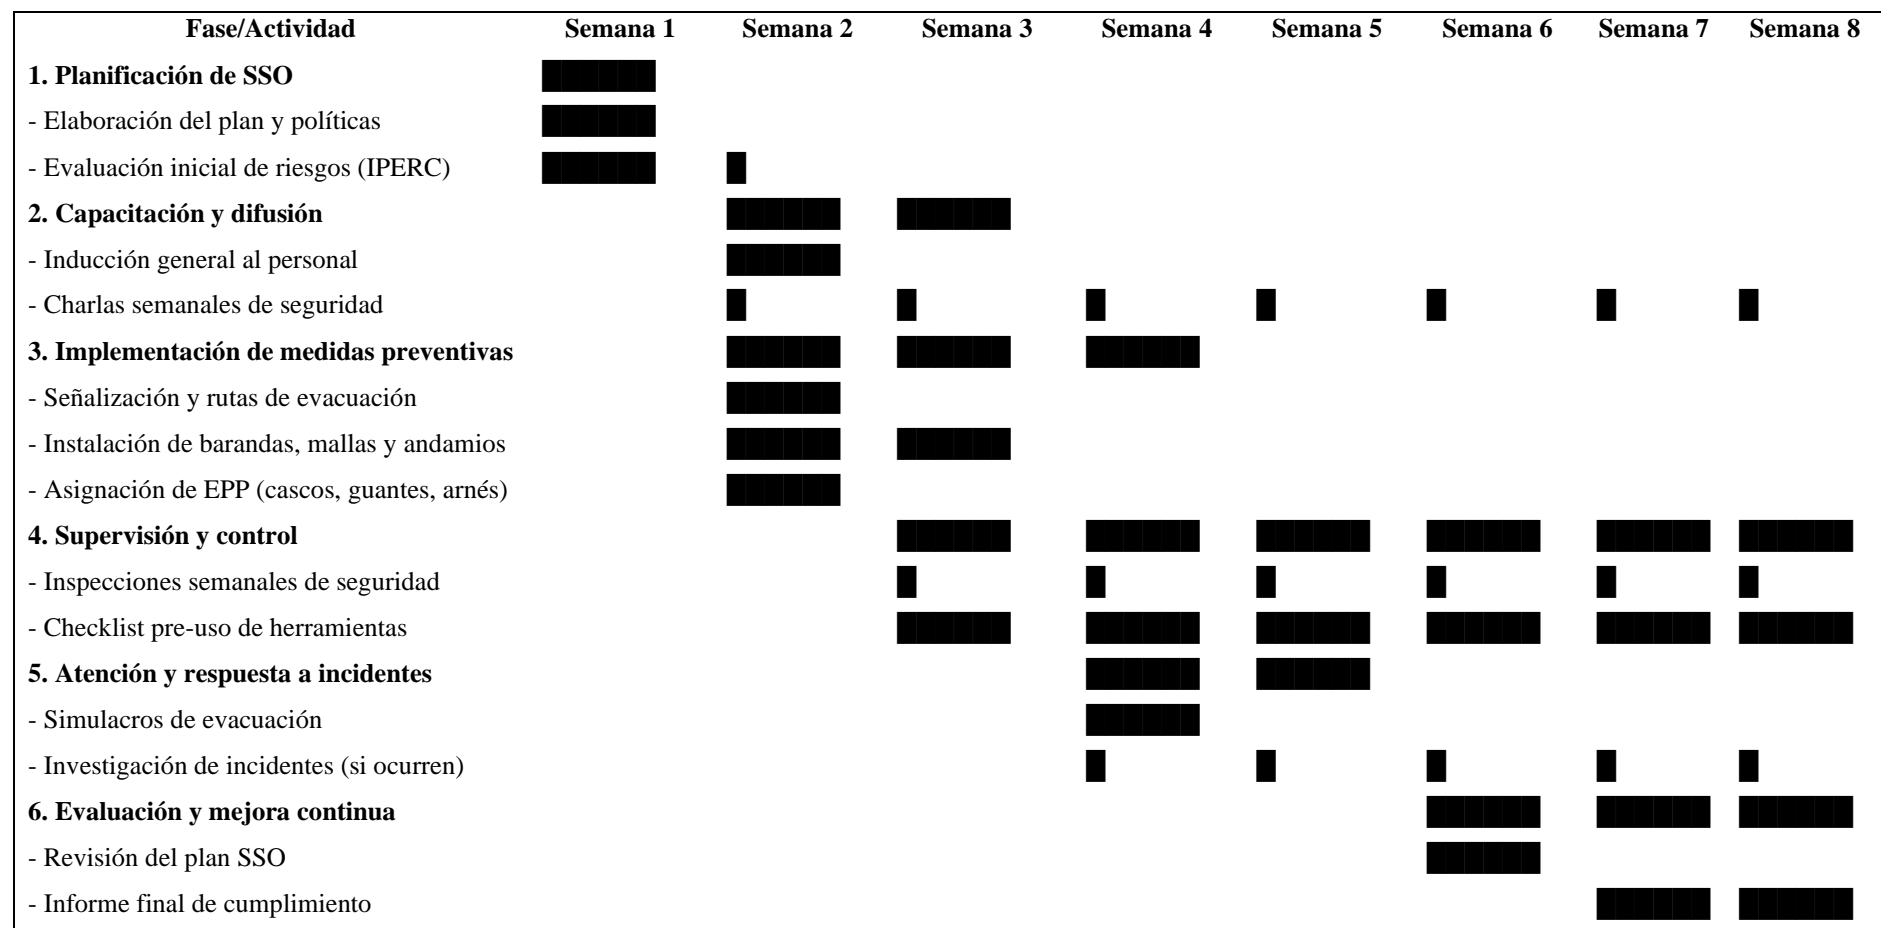 Fase/Actividad Semana 1 Semana 2 Semana 3 Semana 4 Semana 5 Semana 6 Semana 7 Semana 8
1. Planificación de SSO
- Elaboración del plan y políticas
- Evaluación inicial de riesgos (IPERC)
2. Capacitación y difusión
- Inducción general al personal
- Charlas semanales de seguridad
3. Implementación de medidas preventivas
- Señalización y rutas de evacuación
- Instalación de barandas, mallas y andamios
- Asignación de EPP (cascos, guantes, arnés)
4. Supervisión y control
- Inspecciones semanales de seguridad
- Checklist pre-uso de herramientas
5. Atención y respuesta a incidentes
- Simulacros de evacuación
- Investigación de incidentes (si ocurren)
6. Evaluación y mejora continua
- Revisión del plan SSO
- Informe final de cumplimiento